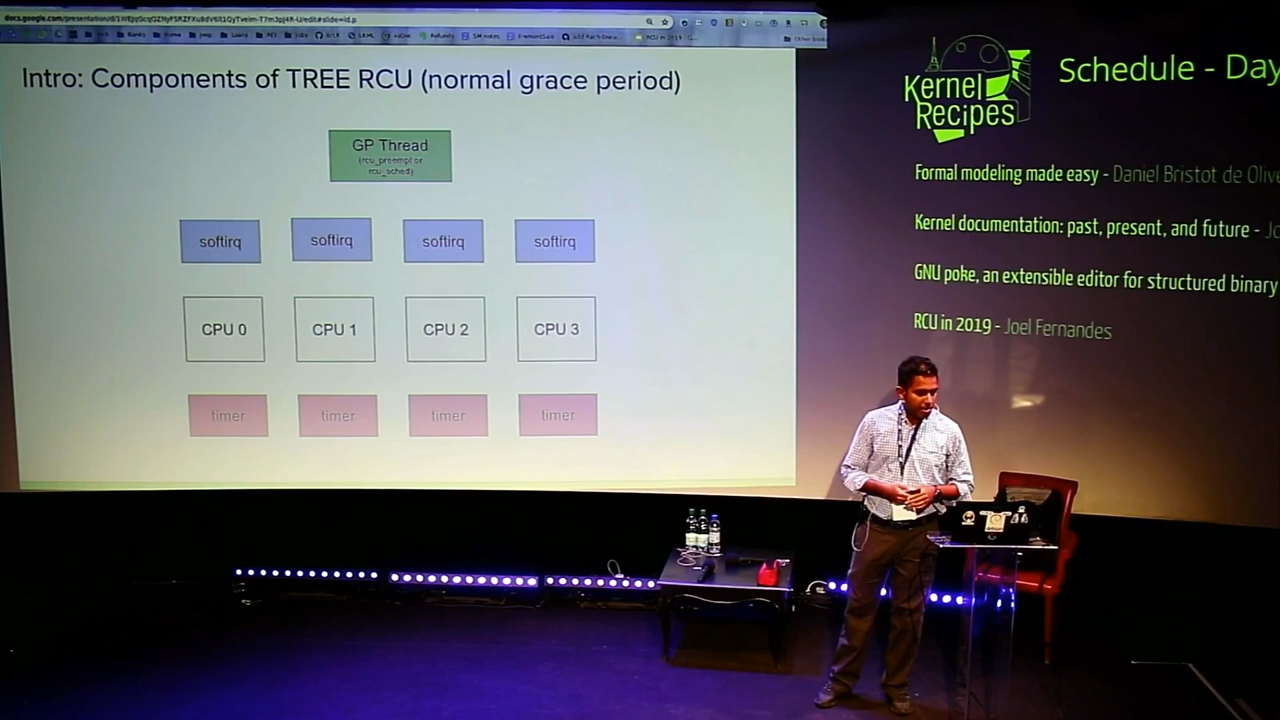 Intro: Components of TREE RCU (normal grace period)
GP Thread
(rcu_preempt or
rcu_sched)
softirq softirq softirq softirq
CPU 0 CPU 1 CPU 2 CPU 3
timer timer timer timer
Kernel
Recipes
Schedule - Day
Formal modeling made easy - Daniel Bristot de Olive
Kernel documentation: past, present, and future - Jo
GNU poke, an extensible editor for structured binary
RCU in 2019 - Joel Fernandes